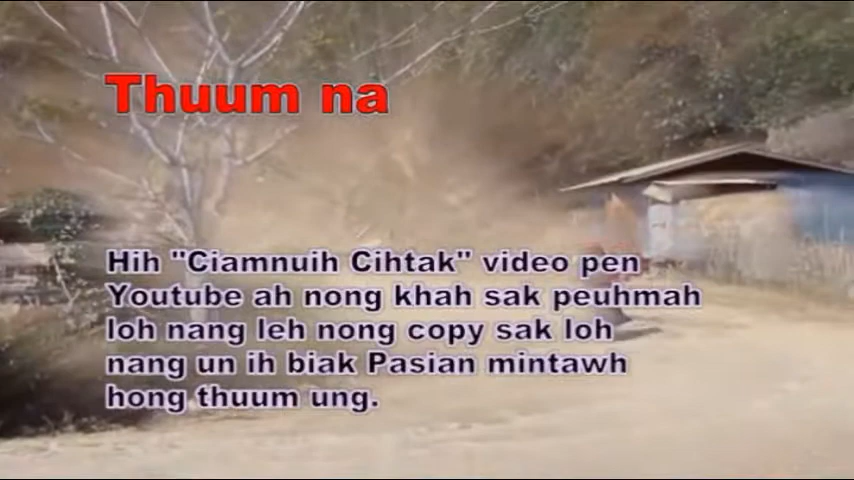 Thuum na
Hih "Ciamnuih Cihtak" video pen
Youtube ah nong khah sak peuhmah
loh nang leh nong copy sak loh
nang un ih biak Pasian mintawh
hong thuum ung.